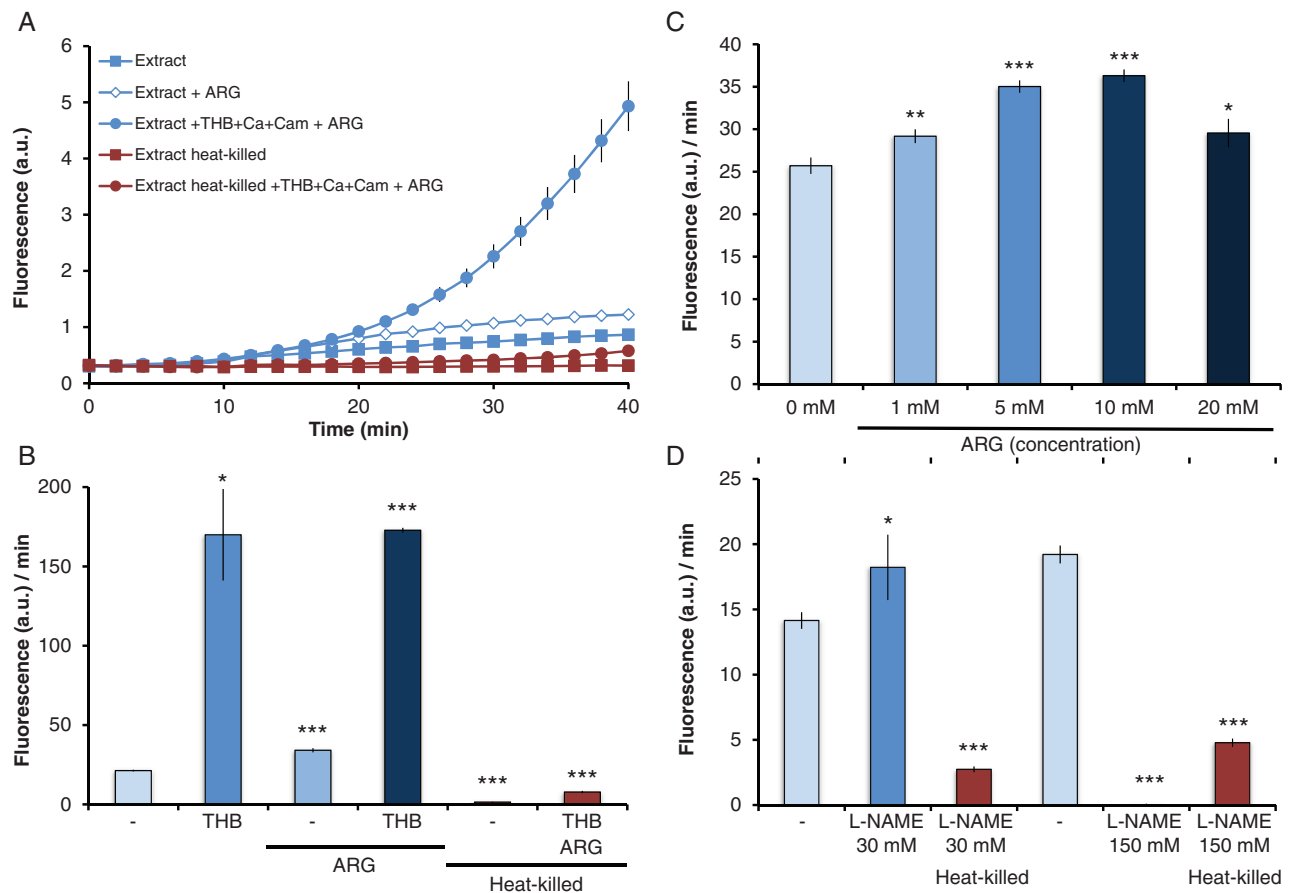 A
Fluorescence (a.u.)
6
5
4
3
2
1
0
Extract
Extract + ARG
Extract +THB+Ca+Cam + ARG
Extract heat-killed
Extract heat-killed +THB+Ca+Cam + ARG
0 10 20 30 40
Time (min)
C
Fluorescence (a.u.) / min
40
35
30
25
20
15
10
5
0
** *** *** *
0 mM 1 mM 5 mM 10 mM 20 mM
ARG (concentration)
B
Fluorescence (a.u.) / min
200
150
100
50
0
* *** *** *** ***
- THB - THB - THB
ARG
ARG
Heat-killed
D
Fluorescence (a.u.) / min
25
20
15
10
5
0
* *** *** ***
- L-NAME L-NAME - L-NAME L-NAME
30 mM 30 mM 150 mM 150 mM
Heat-killed Heat-killed